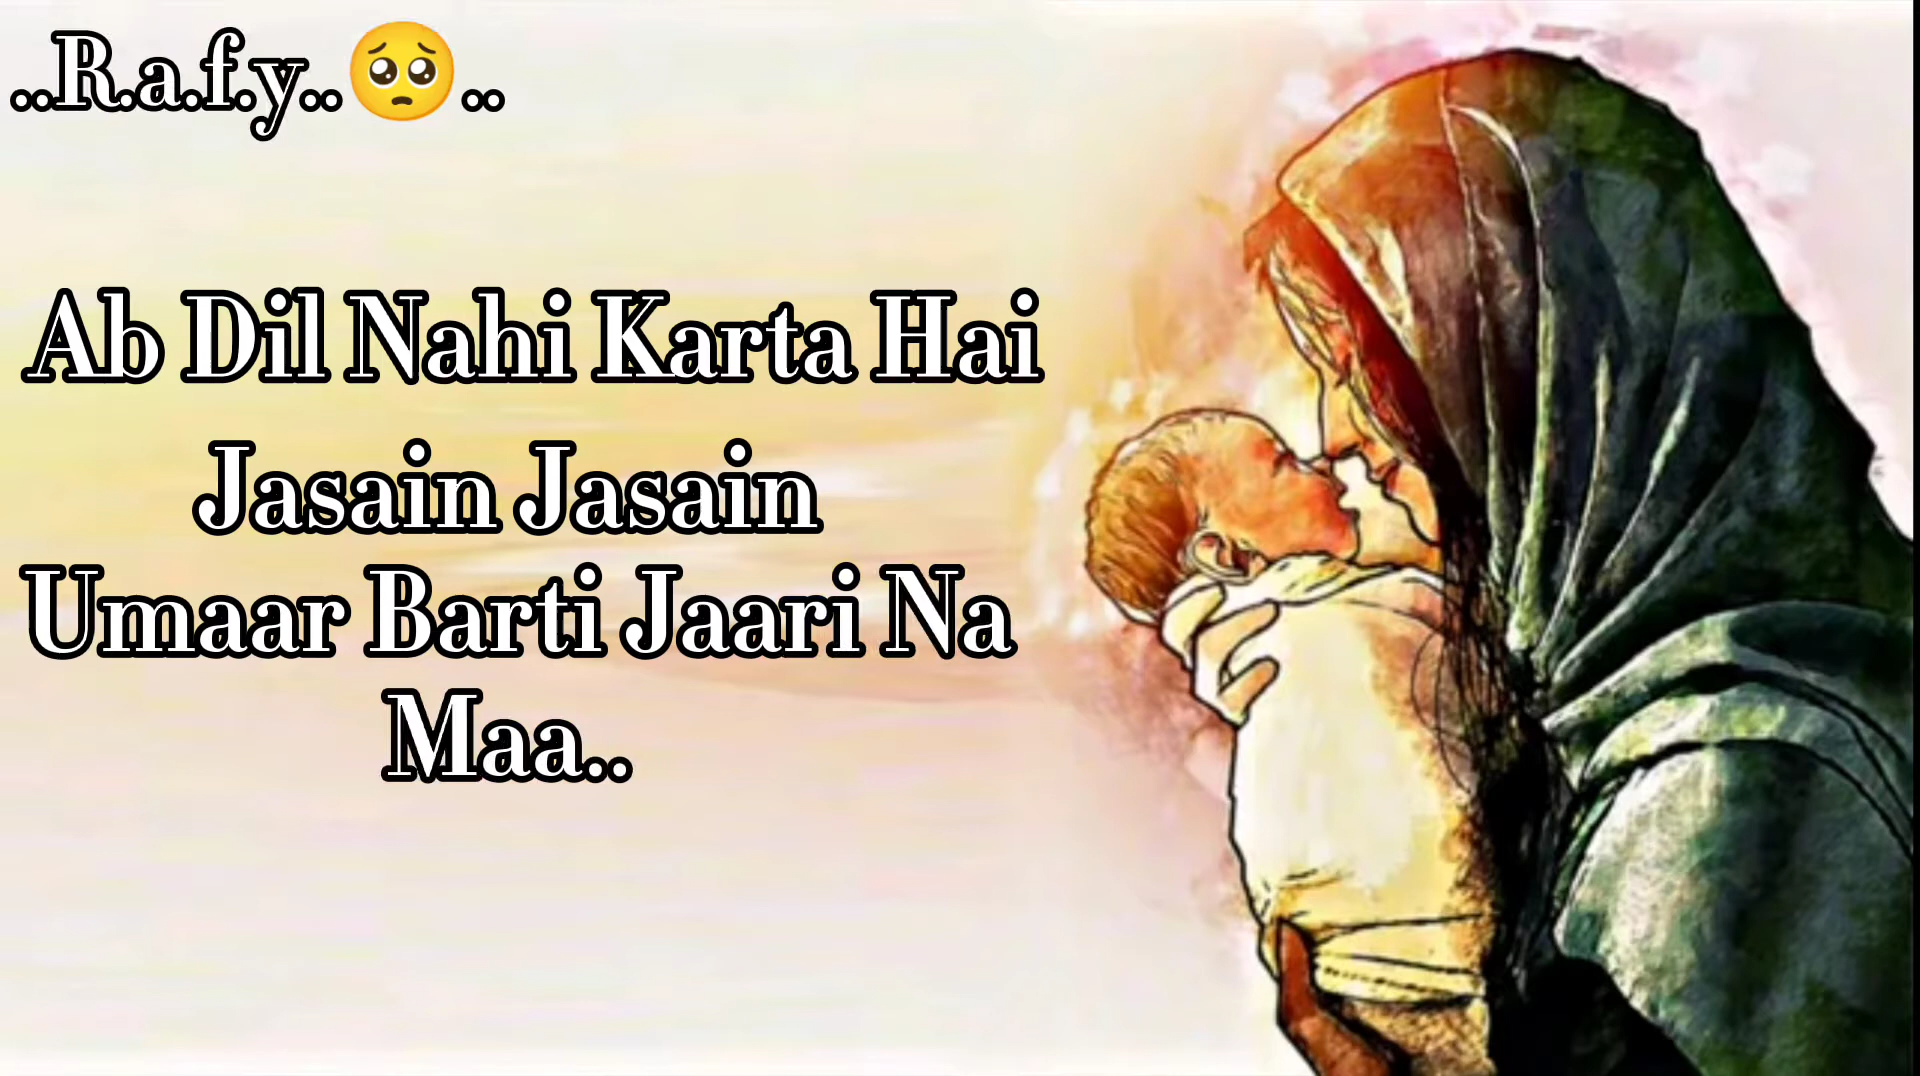 ..R.a.f.y..🥺..
Ab Dil Nahi Karta Hai
Jasain Jasain
Umaar Barti Jaari Na
Maa..